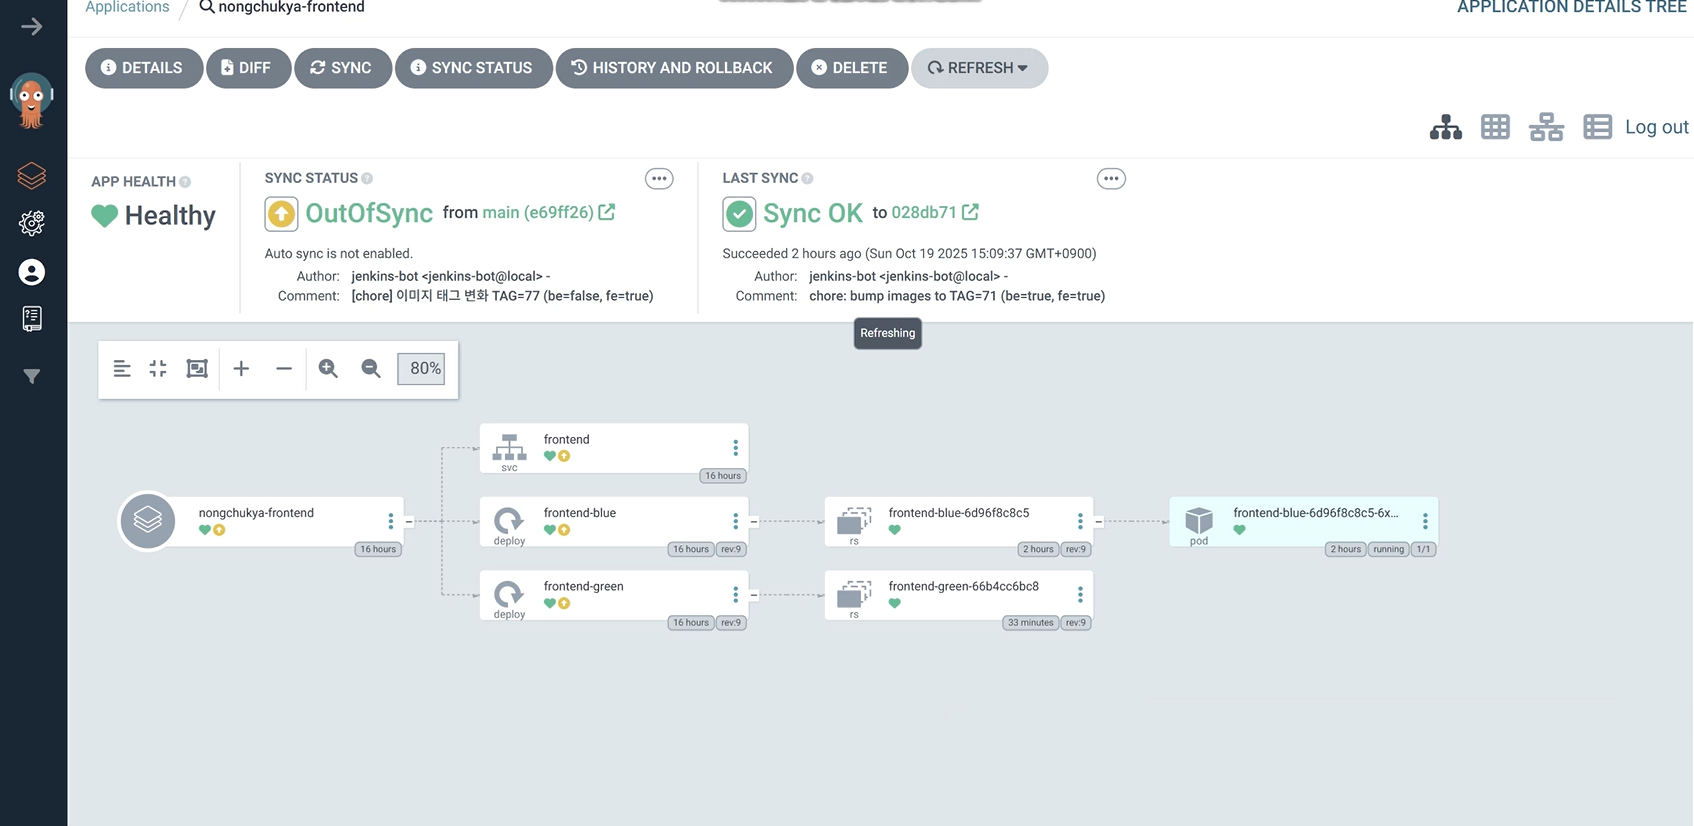 Applications / nongchukya-frontend
APPLICATION DETAILS TREE
DETAILS DIFF SYNC SYNC STATUS HISTORY AND ROLLBACK DELETE REFRESH
Log out
APP HEALTH
Healthy
SYNC STATUS
OutOfSync from main (e69ff26)
Auto sync is not enabled.
Author: jenkins-bot <jenkins-bot@local> -
Comment: [chore] 이미지 태그 변화 TAG=77 (be=false, fe=true)
LAST SYNC
Sync OK to 028db71
Succeeded 2 hours ago (Sun Oct 19 2025 15:09:37 GMT+0900)
Author: jenkins-bot <jenkins-bot@local> -
Comment: chore: bump images to TAG=71 (be=true, fe=true)
Refreshing
80%
frontend
svc
16 hours
nongchukya-frontend
16 hours
frontend-blue
deploy
16 hours rev:9
frontend-blue-6d96f8c8c5
rs
2 hours rev:9
frontend-blue-6d96f8c8c5-6x...
pod
2 hours running 1/1
frontend-green
deploy
16 hours rev:9
frontend-green-66b4cc6bc8
rs
33 minutes rev:9